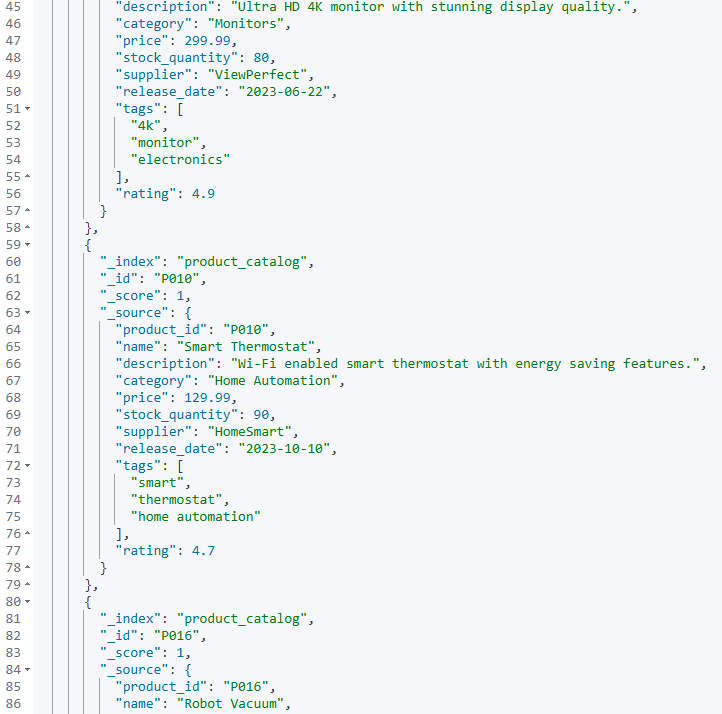 45 "description": "Ultra HD 4K monitor with stunning display quality.",
46 "category": "Monitors",
47 "price": 299.99,
48 "stock_quantity": 80,
49 "supplier": "ViewPerfect",
50 "release_date": "2023-06-22",
51 "tags": [
52 "4k",
53 "monitor",
54 "electronics"
55 ],
56 "rating": 4.9
57 }
58 },
59 {
60 "_index": "product_catalog",
61 "_id": "P010",
62 "_score": 1,
63 "_source": {
64 "product_id": "P010",
65 "name": "Smart Thermostat",
66 "description": "Wi-Fi enabled smart thermostat with energy saving features.",
67 "category": "Home Automation",
68 "price": 129.99,
69 "stock_quantity": 90,
70 "supplier": "HomeSmart",
71 "release_date": "2023-10-10",
72 "tags": [
73 "smart",
74 "thermostat",
75 "home automation"
76 ],
77 "rating": 4.7
78 }
79 },
80 {
81 "_index": "product_catalog",
82 "_id": "P016",
83 "_score": 1,
84 "_source": {
85 "product_id": "P016",
86 "name": "Robot Vacuum",